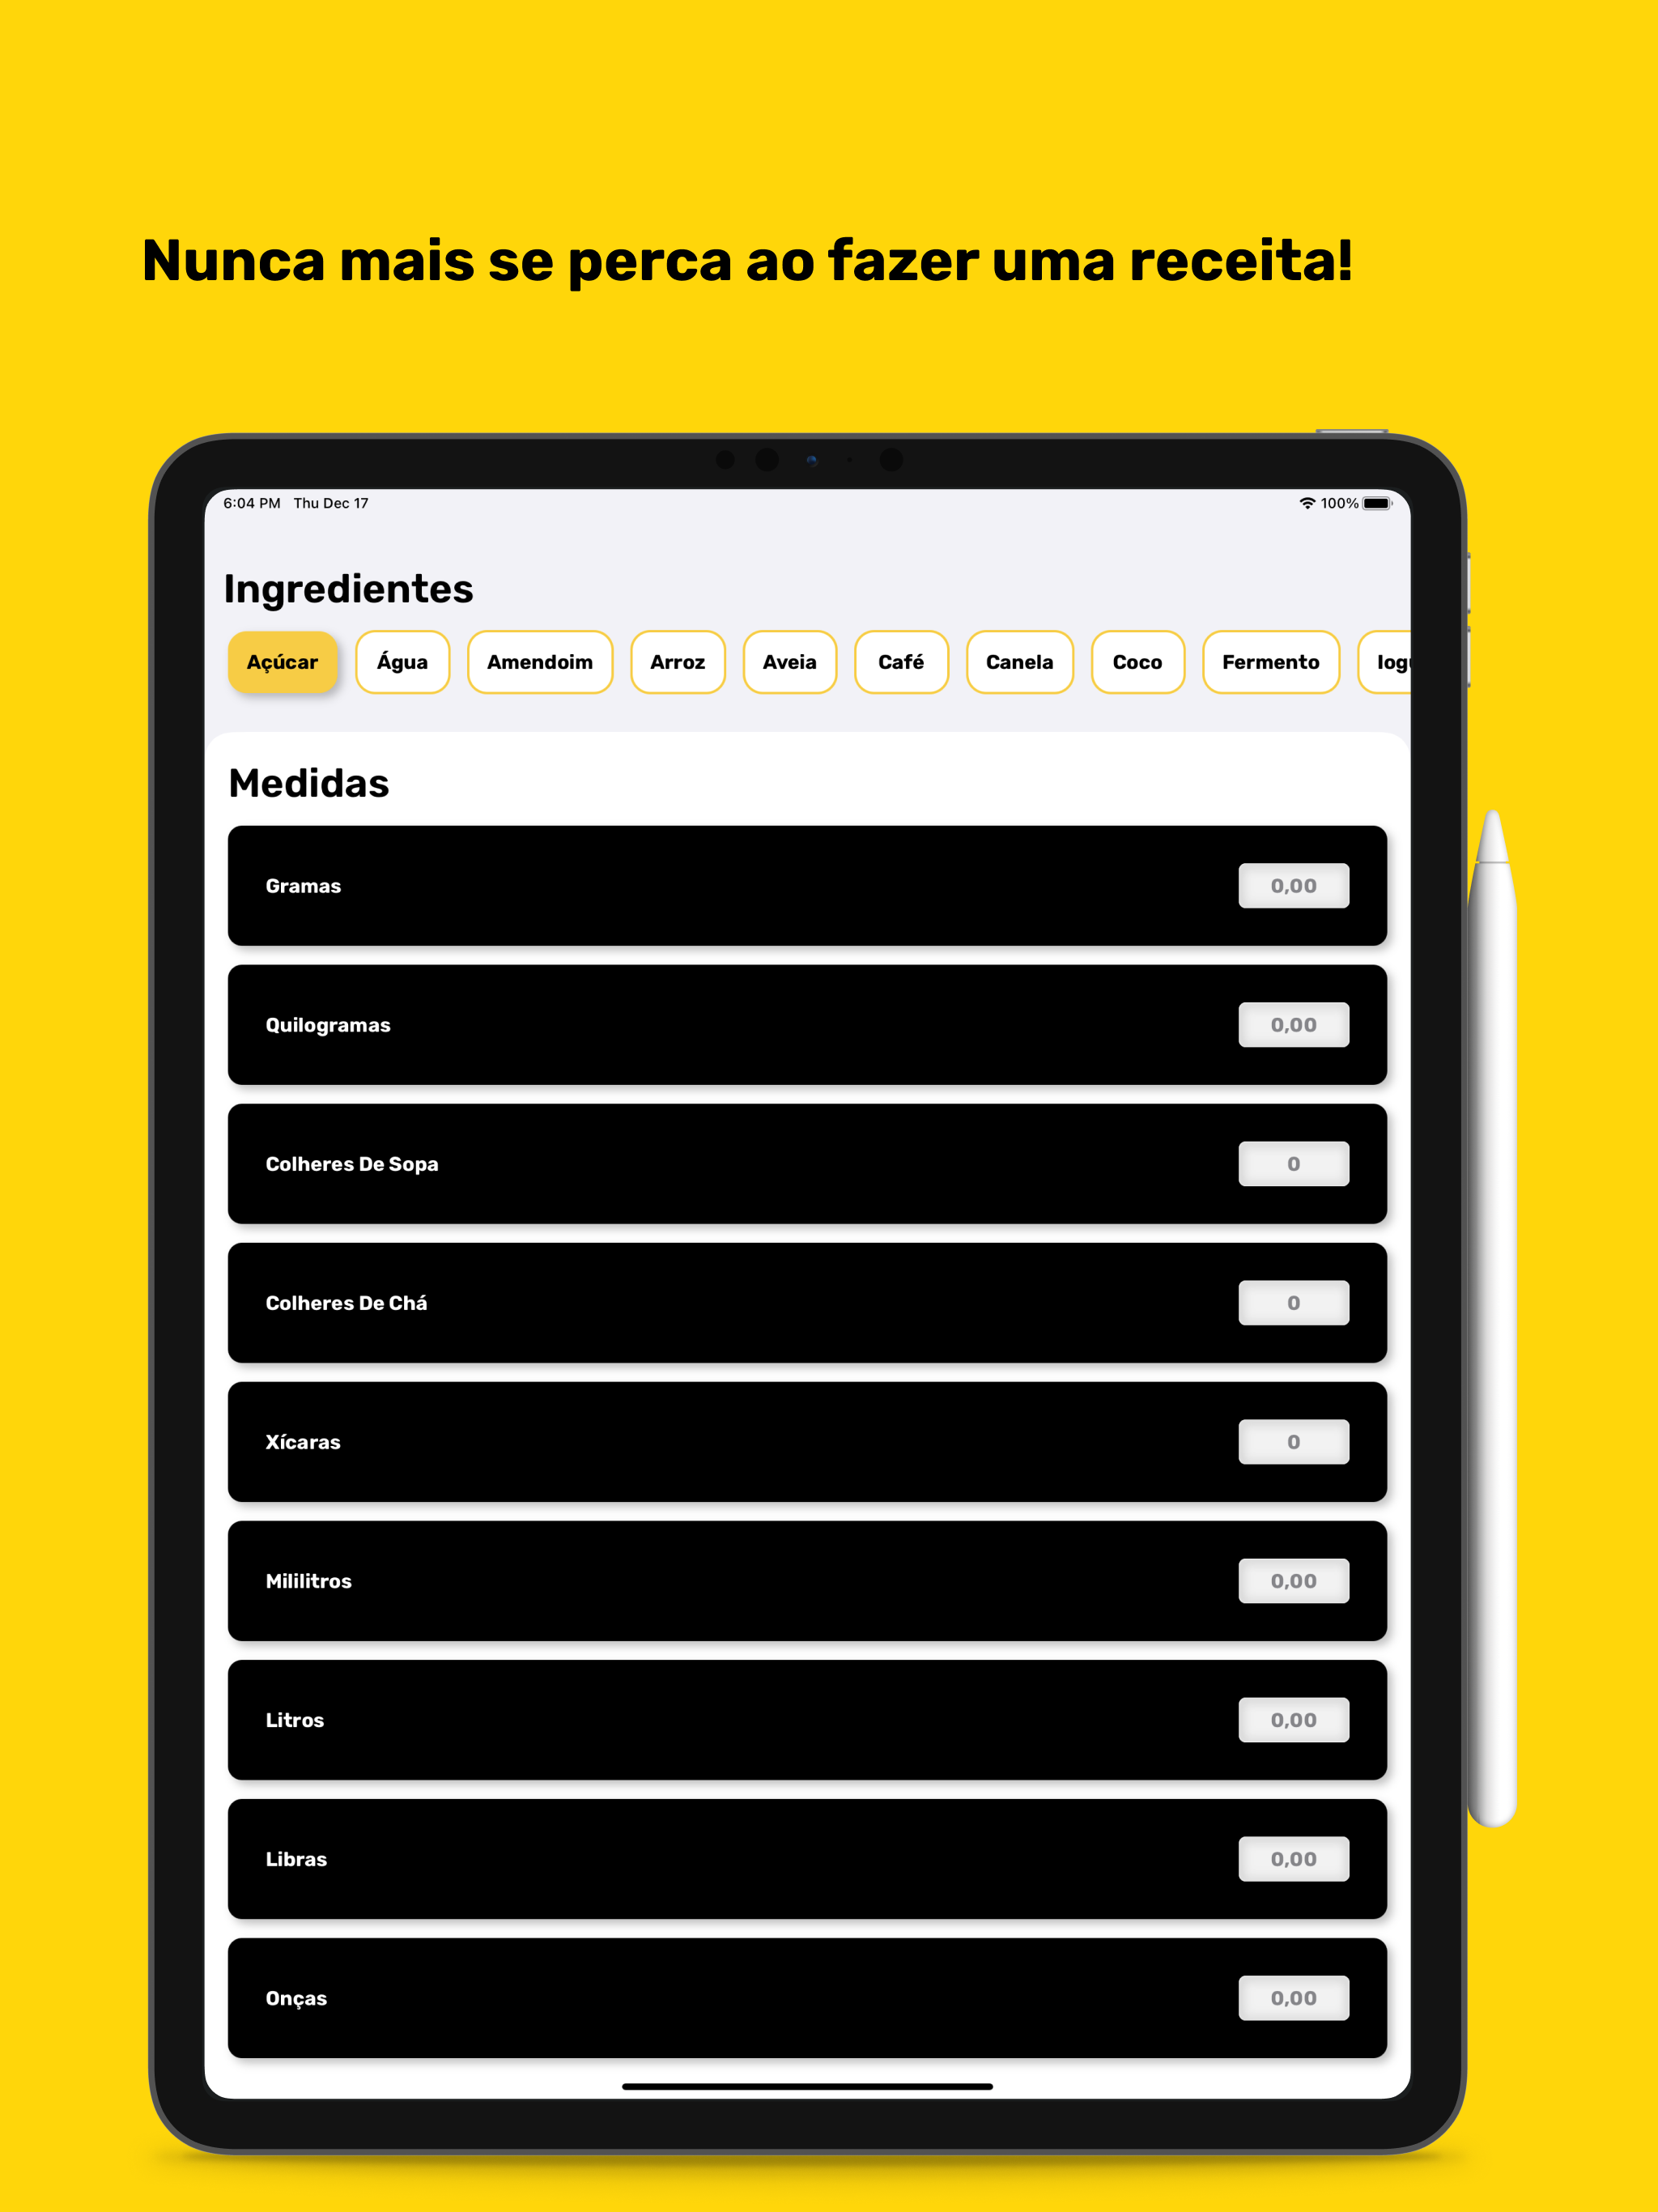 Nunca mais se perca ao fazer uma receita!
6:04 PM Thu Dec 17 100%
Ingredientes
Açúcar Água Amendoim Arroz Aveia Café Canela Coco Fermento
Medidas
Gramas 0,00
Quilogramas 0,00
Colheres De Sopa 0
Colheres De Chá 0
Xícaras 0
Mililitros 0,00
Litros 0,00
Libras 0,00
Onças 0,00